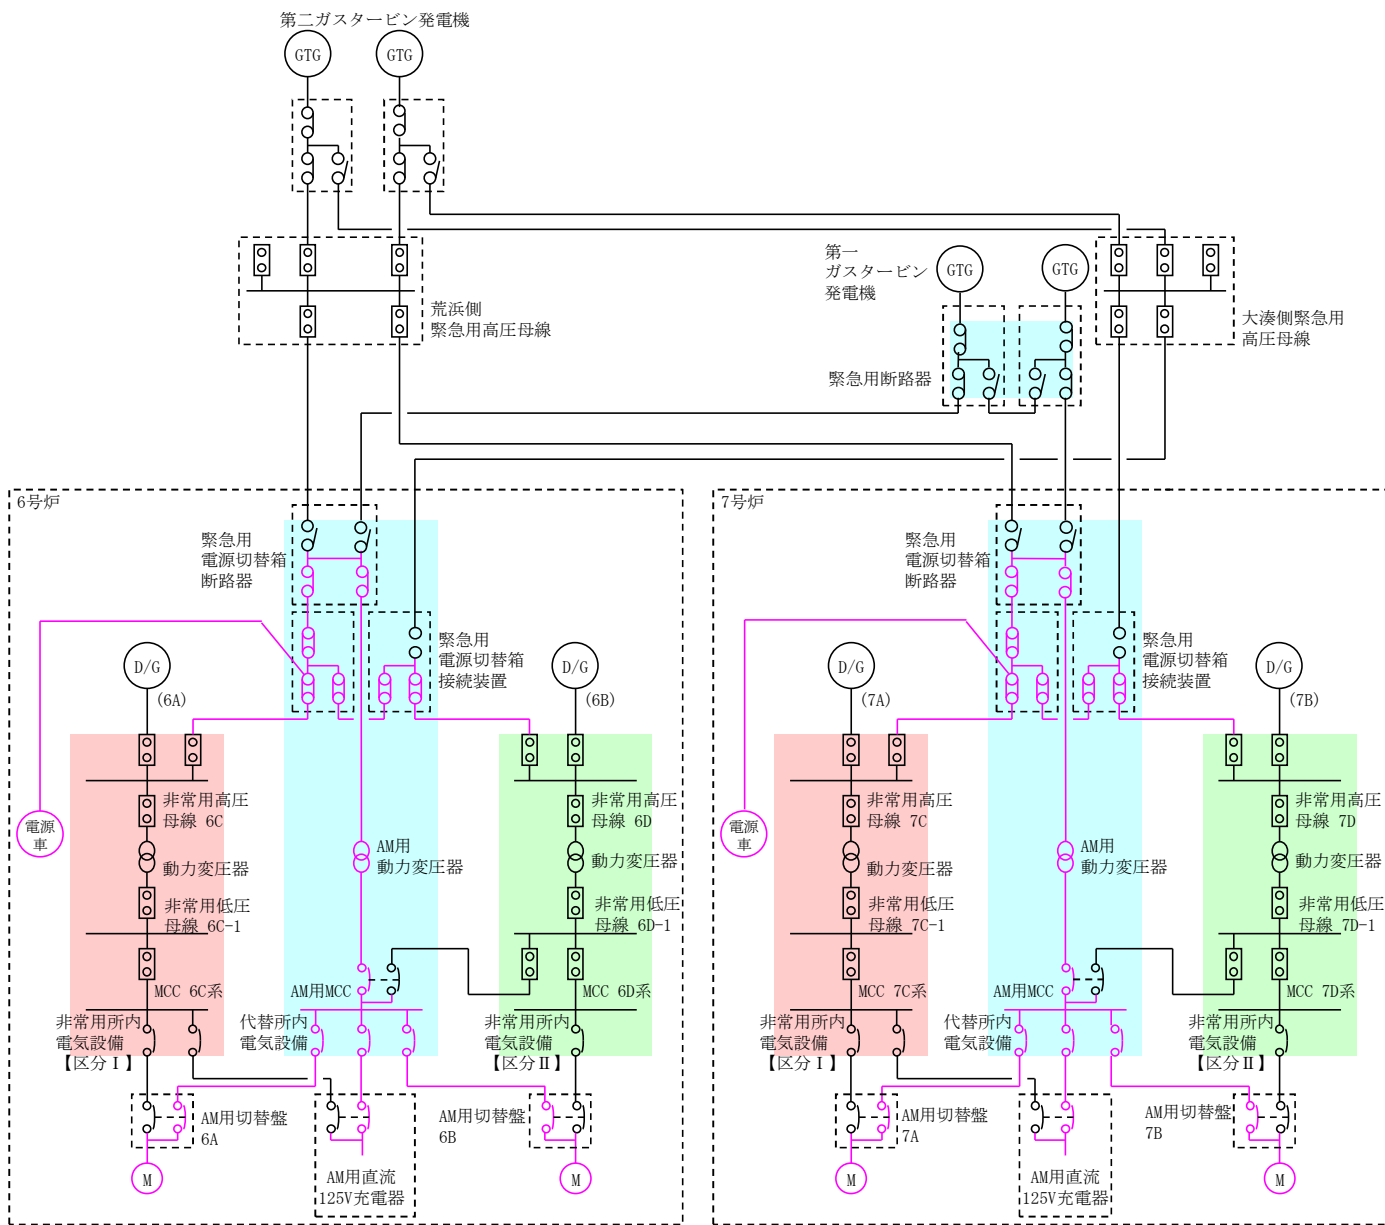 第二ガスタービン発電機
GTG
GTG
第一
ガスタービン
発電機
GTG
GTG
荒浜側
緊急用高圧母線
大湊側緊急用
高圧母線
緊急用断路器
6号炉
緊急用
電源切替箱
断路器
緊急用
電源切替箱
接続装置
D/G
(6A)
D/G
(6B)
電源
車
非常用高圧
母線 6C
動力変圧器
非常用低圧
母線 6C-1
MCC 6C系
非常用所内
電気設備
【区分Ⅰ】
AM用
動力変圧器
AM用MCC
代替所内
電気設備
非常用高圧
母線 6D
動力変圧器
非常用低圧
母線 6D-1
MCC 6D系
非常用所内
電気設備
【区分Ⅱ】
AM用切替盤
6A
AM用切替盤
6B
M
AM用直流
125V充電器
M
7号炉
緊急用
電源切替箱
断路器
緊急用
電源切替箱
接続装置
D/G
(7A)
D/G
(7B)
電源
車
非常用高圧
母線 7C
動力変圧器
非常用低圧
母線 7C-1
MCC 7C系
非常用所内
電気設備
【区分Ⅰ】
AM用
動力変圧器
AM用MCC
代替所内
電気設備
非常用高圧
母線 7D
動力変圧器
非常用低圧
母線 7D-1
MCC 7D系
非常用所内
電気設備
【区分Ⅱ】
AM用切替盤
7A
AM用切替盤
7B
M
AM用直流
125V充電器
M